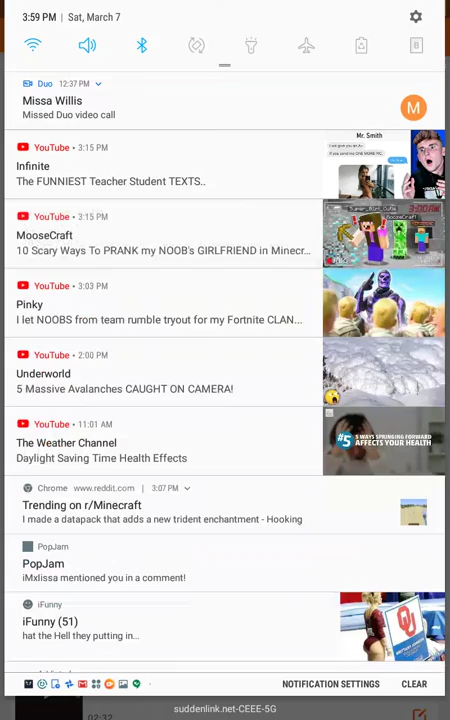 3:59 PM | Sat, March 7
Duo 12:37 PM
Missa Willis
Missed Duo video call
M
YouTube • 3:15 PM
Infinite
The FUNNIEST Teacher Student TEXTS..
Mr. Smith
YouTube • 3:15 PM
MooseCraft
10 Scary Ways To PRANK my NOOB's GIRLFRIEND in Minecr...
3:00AM
YouTube • 3:03 PM
Pinky
I let NOOBS from team rumble tryout for my Fortnite CLAN...
YouTube • 2:00 PM
Underworld
5 Massive Avalanches CAUGHT ON CAMERA!
YouTube • 11:01 AM
The Weather Channel
Daylight Saving Time Health Effects
#5 5 WAYS SPRINGING FORWARD
AFFECTS YOUR HEALTH
Chrome www.reddit.com | 3:07 PM
Trending on r/Minecraft
I made a datapack that adds a new trident enchantment - Hooking
PopJam
PopJam
iMxlissa mentioned you in a comment!
iFunny
iFunny (51)
hat the Hell they putting in...
NOTIFICATION SETTINGS
CLEAR
suddenlink.net-CEEE-5G
02:32